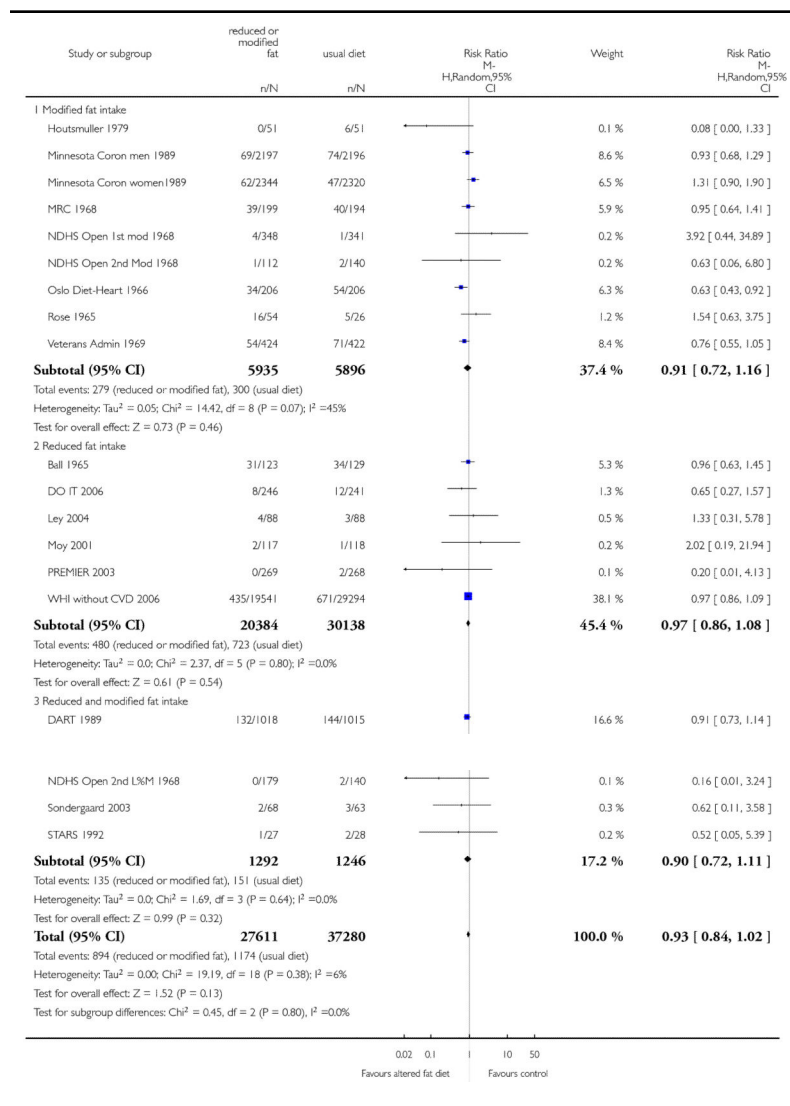 Study or subgroup reduced or modified fat usual diet Risk Ratio Weight Risk Ratio
M-H,Random,95% CI M-H,Random,95% CI
n/N n/N
1 Modified fat intake
Houtsmuller 1979 0/51 6/51 0.1 % 0.08 [ 0.00, 1.33 ]
Minnesota Coron men 1989 69/2197 74/2196 8.6 % 0.93 [ 0.68, 1.29 ]
Minnesota Coron women1989 62/2344 47/2320 6.5 % 1.31 [ 0.90, 1.90 ]
MRC 1968 39/199 40/194 5.9 % 0.95 [ 0.64, 1.41 ]
NDHS Open 1st mod 1968 4/348 1/341 0.2 % 3.92 [ 0.44, 34.89 ]
NDHS Open 2nd Mod 1968 1/112 2/140 0.2 % 0.63 [ 0.06, 6.80 ]
Oslo Diet-Heart 1966 34/206 54/206 6.3 % 0.63 [ 0.43, 0.92 ]
Rose 1965 16/54 5/26 1.2 % 1.54 [ 0.63, 3.75 ]
Veterans Admin 1969 54/424 71/422 8.4 % 0.76 [ 0.55, 1.05 ]
Subtotal (95% CI) 5935 5896 37.4 % 0.91 [ 0.72, 1.16 ]
Total events: 279 (reduced or modified fat), 300 (usual diet)
Heterogeneity: Tau² = 0.05; Chi² = 14.42, df = 8 (P = 0.07); I² =45%
Test for overall effect: Z = 0.73 (P = 0.46)
2 Reduced fat intake
Ball 1965 31/123 34/129 5.3 % 0.96 [ 0.63, 1.45 ]
DO IT 2006 8/246 12/241 1.3 % 0.65 [ 0.27, 1.57 ]
Ley 2004 4/88 3/88 0.5 % 1.33 [ 0.31, 5.78 ]
Moy 2001 2/117 1/118 0.2 % 2.02 [ 0.19, 21.94 ]
PREMIER 2003 0/269 2/268 0.1 % 0.20 [ 0.01, 4.13 ]
WHI without CVD 2006 435/19541 671/29294 38.1 % 0.97 [ 0.86, 1.09 ]
Subtotal (95% CI) 20384 30138 45.4 % 0.97 [ 0.86, 1.08 ]
Total events: 480 (reduced or modified fat), 723 (usual diet)
Heterogeneity: Tau² = 0.0; Chi² = 2.37, df = 5 (P = 0.80); I² =0.0%
Test for overall effect: Z = 0.61 (P = 0.54)
3 Reduced and modified fat intake
DART 1989 132/1018 144/1015 16.6 % 0.91 [ 0.73, 1.14 ]
NDHS Open 2nd L%M 1968 0/179 2/140 0.1 % 0.16 [ 0.01, 3.24 ]
Sondergaard 2003 2/68 3/63 0.3 % 0.62 [ 0.11, 3.58 ]
STARS 1992 1/27 2/28 0.2 % 0.52 [ 0.05, 5.39 ]
Subtotal (95% CI) 1292 1246 17.2 % 0.90 [ 0.72, 1.11 ]
Total events: 135 (reduced or modified fat), 151 (usual diet)
Heterogeneity: Tau² = 0.0; Chi² = 1.69, df = 3 (P = 0.64); I² =0.0%
Test for overall effect: Z = 0.99 (P = 0.32)
Total (95% CI) 27611 37280 100.0 % 0.93 [ 0.84, 1.02 ]
Total events: 894 (reduced or modified fat), 1174 (usual diet)
Heterogeneity: Tau² = 0.00; Chi² = 19.19, df = 18 (P = 0.38); I² =6%
Test for overall effect: Z = 1.52 (P = 0.13)
Test for subgroup differences: Chi² = 0.45, df = 2 (P = 0.80), I² =0.0%
0.02 0.1 1 10 50
Favours altered fat diet Favours control